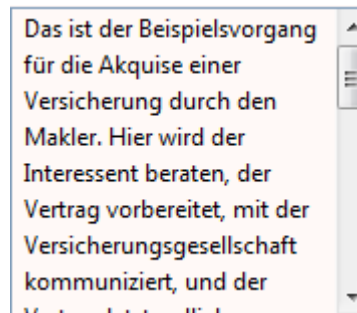 Das ist der Beispielsvorgang
für die Akquise einer
Versicherung durch den
Makler. Hier wird der
Interessent beraten, der
Vertrag vorbereitet, mit der
Versicherungsgesellschaft
kommuniziert, und der